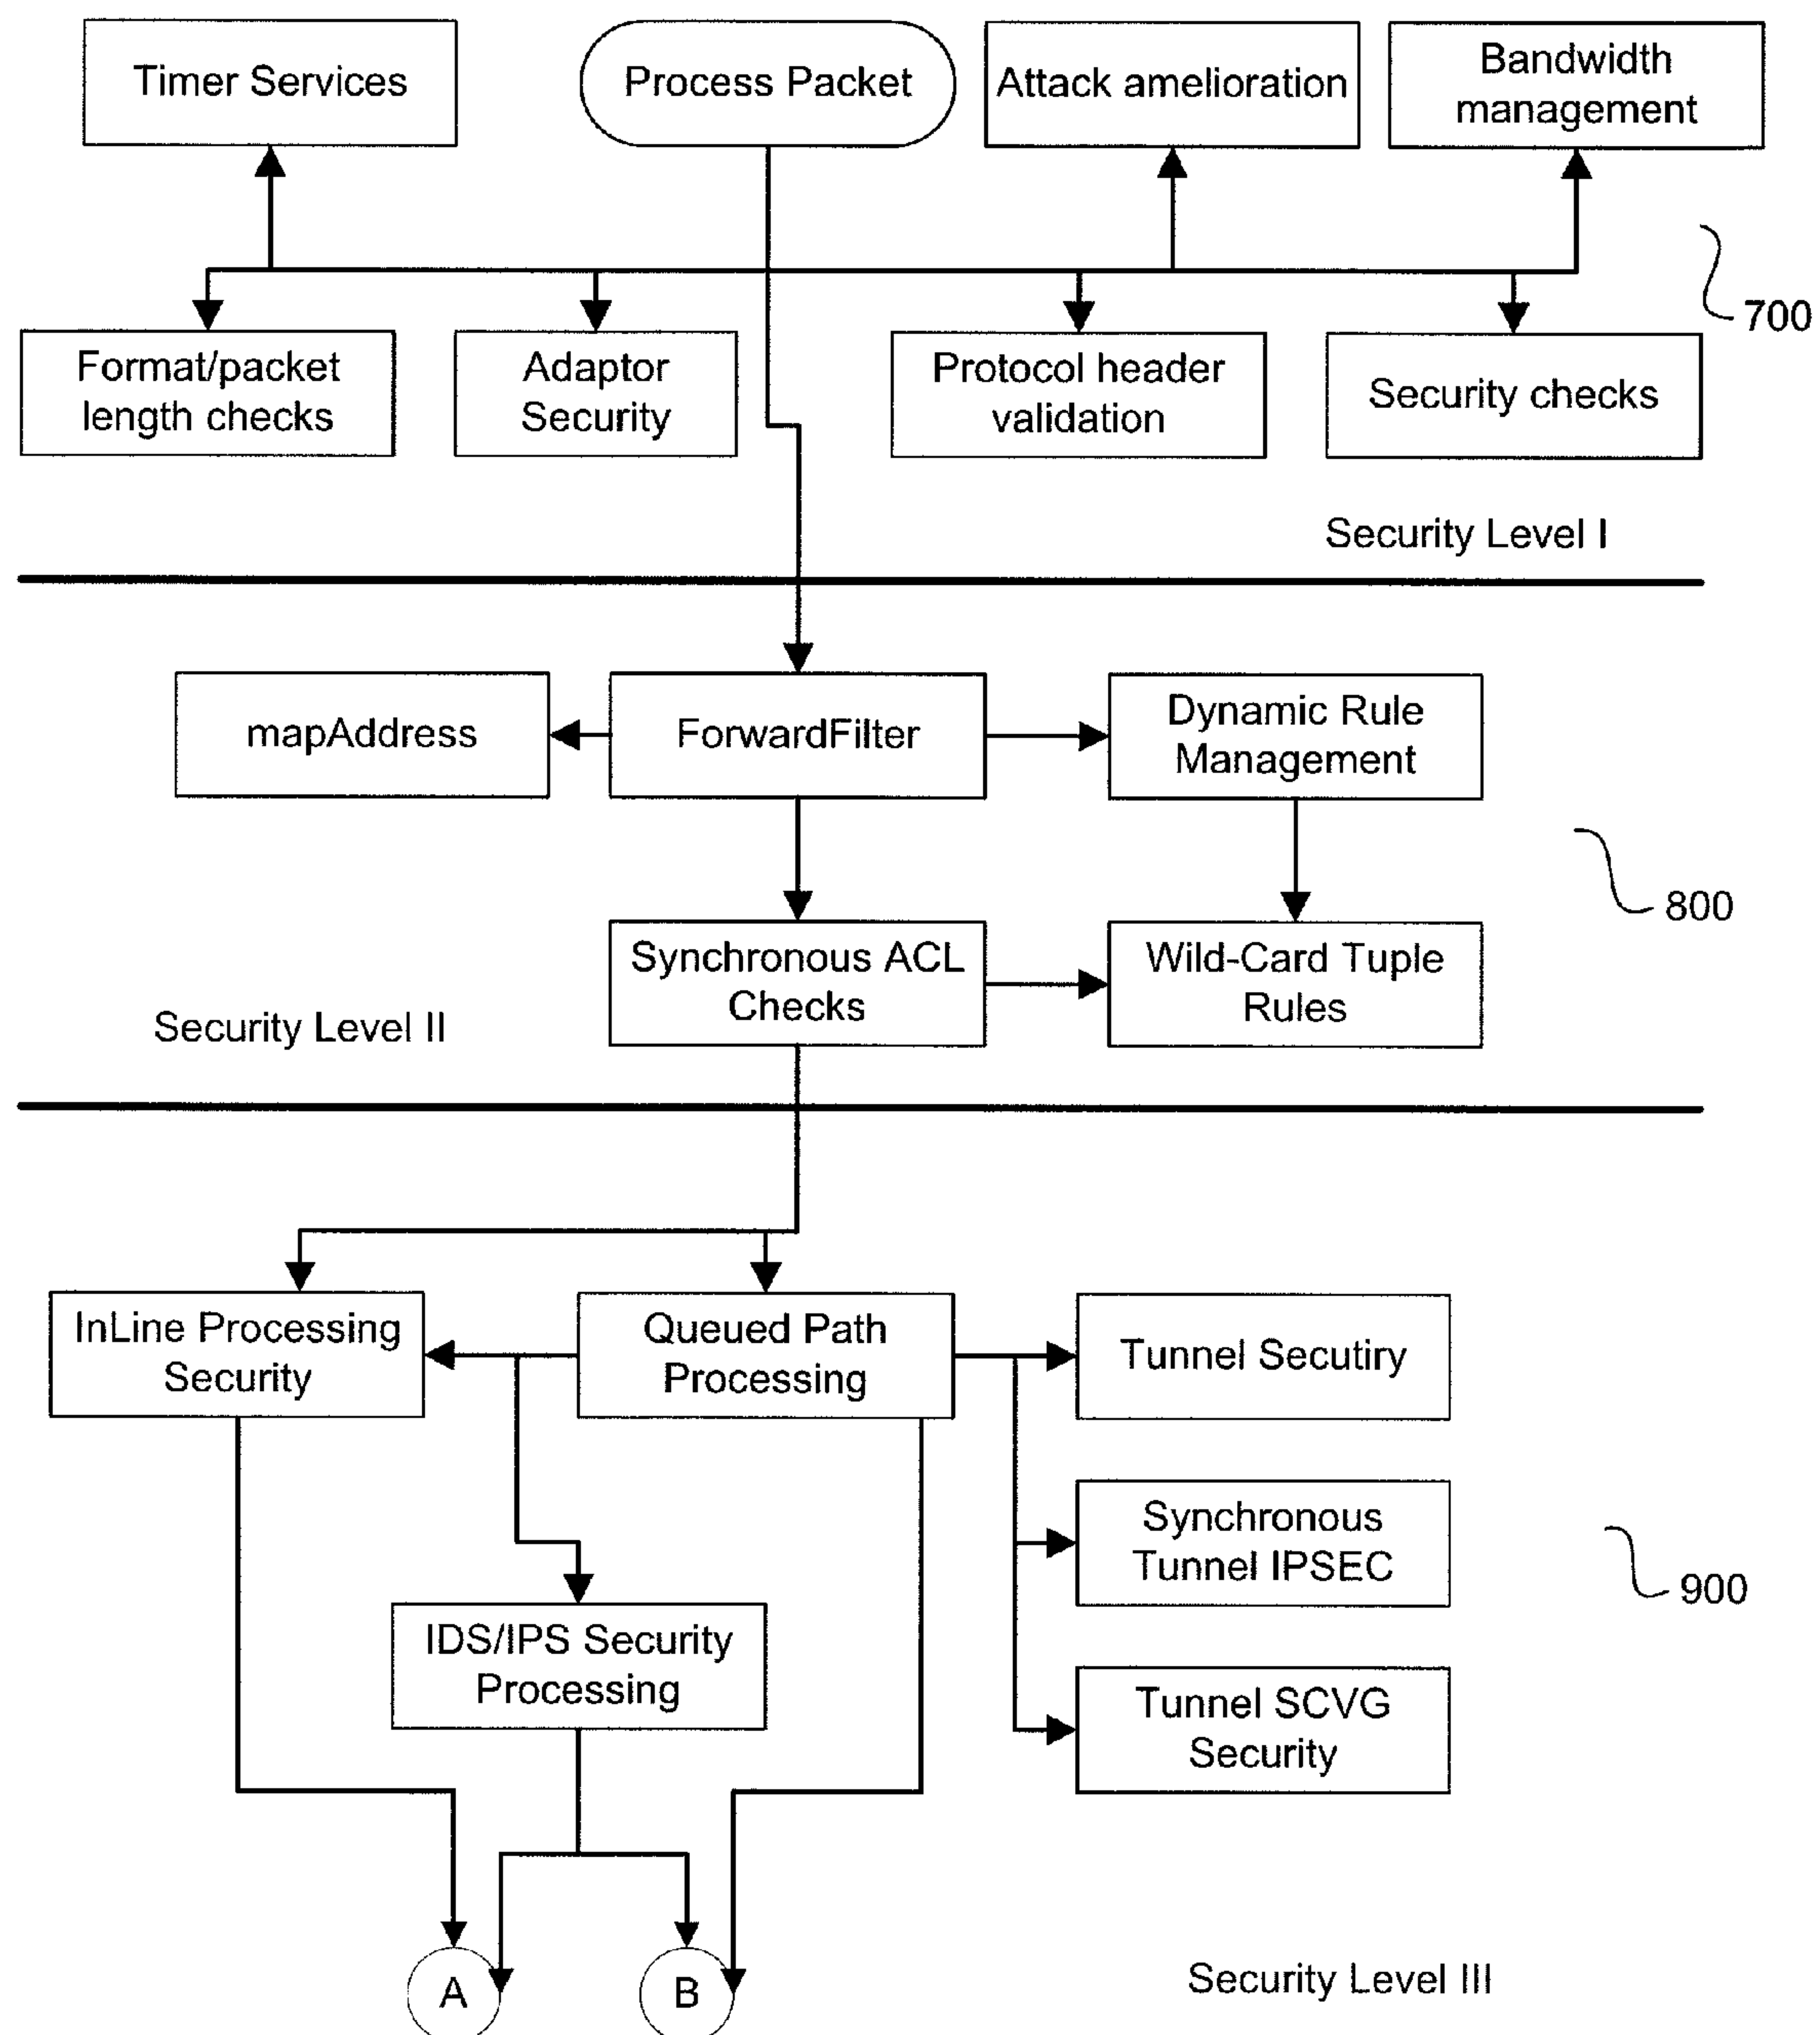 Timer Services
Process Packet
Attack amelioration
Bandwidth
management
700
Format/packet
length checks
Adaptor
Security
Protocol header
validation
Security checks
Security Level I
mapAddress
ForwardFilter
Dynamic Rule
Management
800
Synchronous ACL
Checks
Wild-Card Tuple
Rules
Security Level II
InLine Processing
Security
Queued Path
Processing
Tunnel Secutiry
Synchronous
Tunnel IPSEC
900
IDS/IPS Security
Processing
Tunnel SCVG
Security
A
B
Security Level III